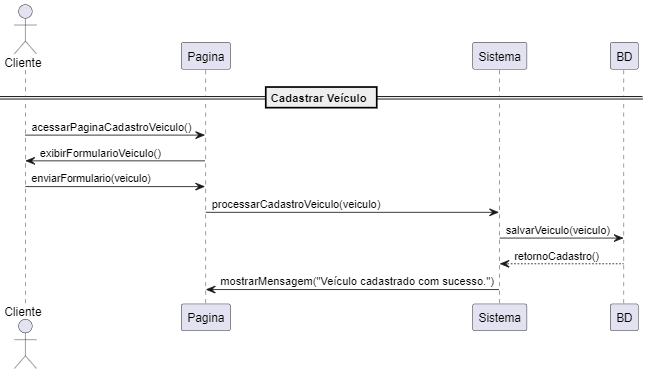 Cliente
Pagina
Sistema
BD
Cadastrar Veículo
acessarPaginaCadastroVeiculo()
exibirFormularioVeiculo()
enviarFormulario(veiculo)
processarCadastroVeiculo(veiculo)
salvarVeiculo(veiculo)
retornoCadastro()
mostrarMensagem("Veículo cadastrado com sucesso.")
Cliente
Pagina
Sistema
BD